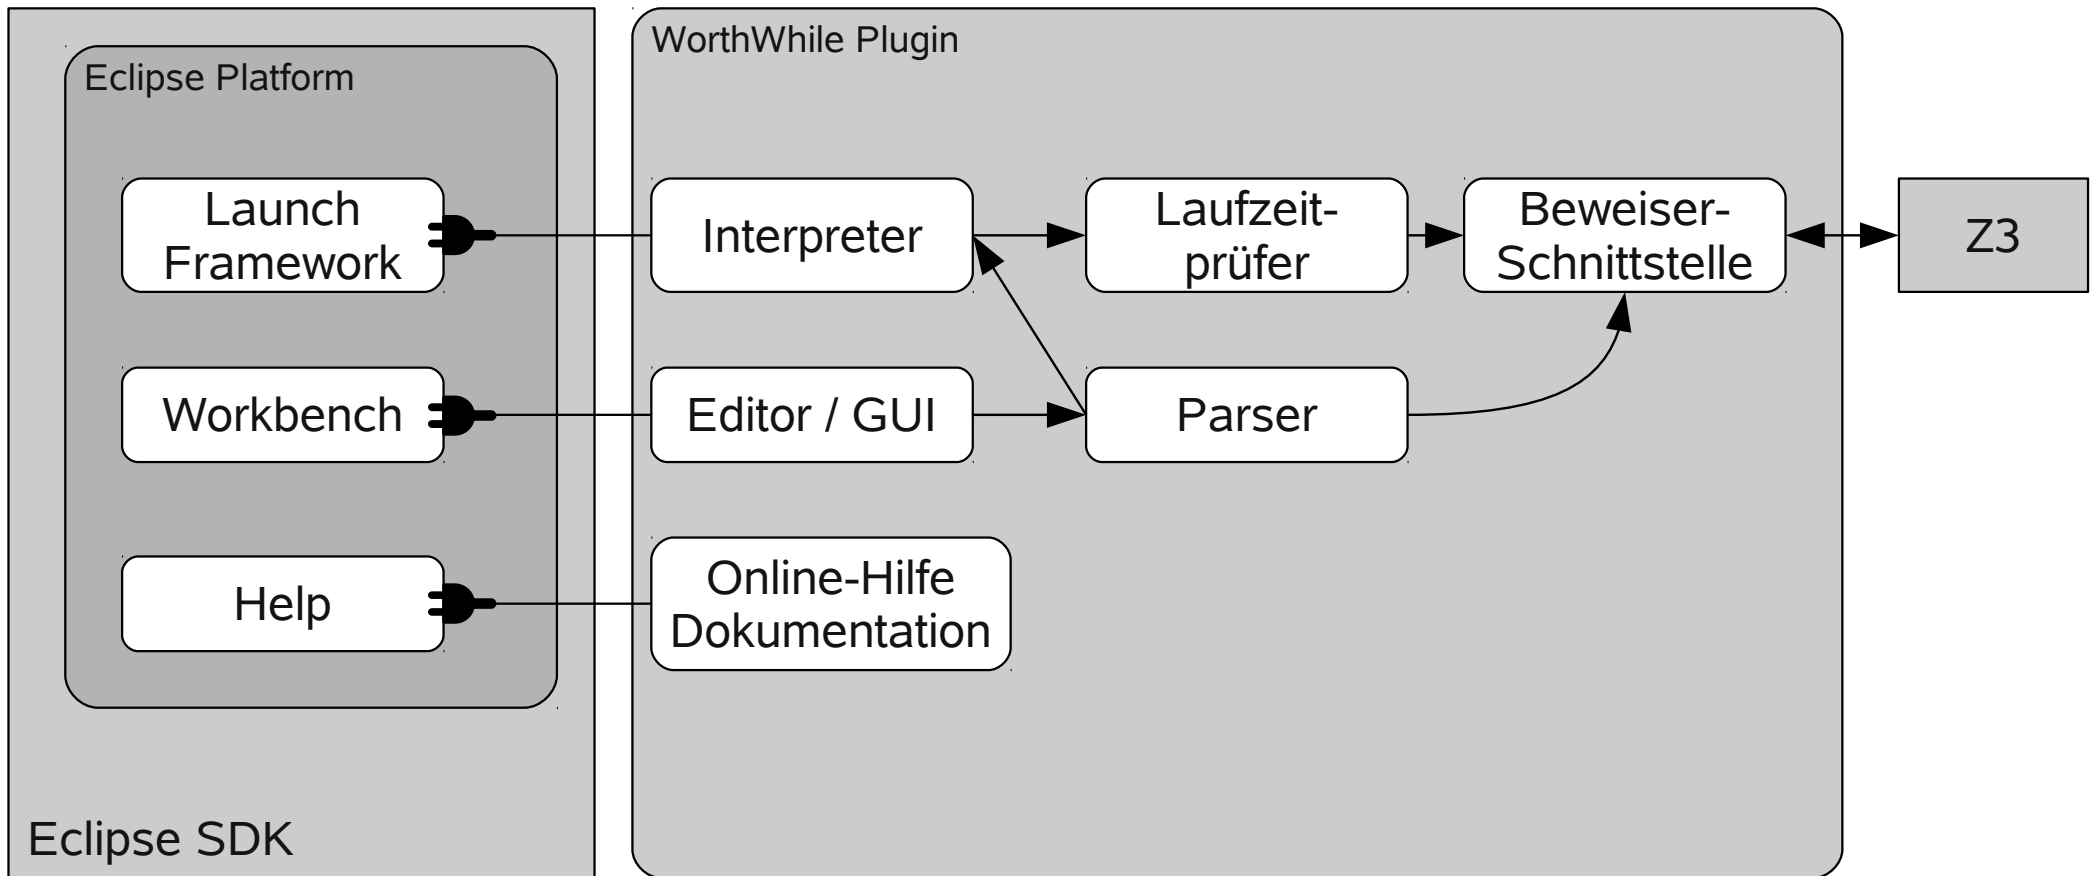 WorthWhile Plugin
Eclipse Platform
Launch
Framework
Interpreter
Laufzeit-
prüfer
Beweiser-
Schnittstelle
Z3
Workbench
Editor / GUI
Parser
Help
Online-Hilfe
Dokumentation
Eclipse SDK